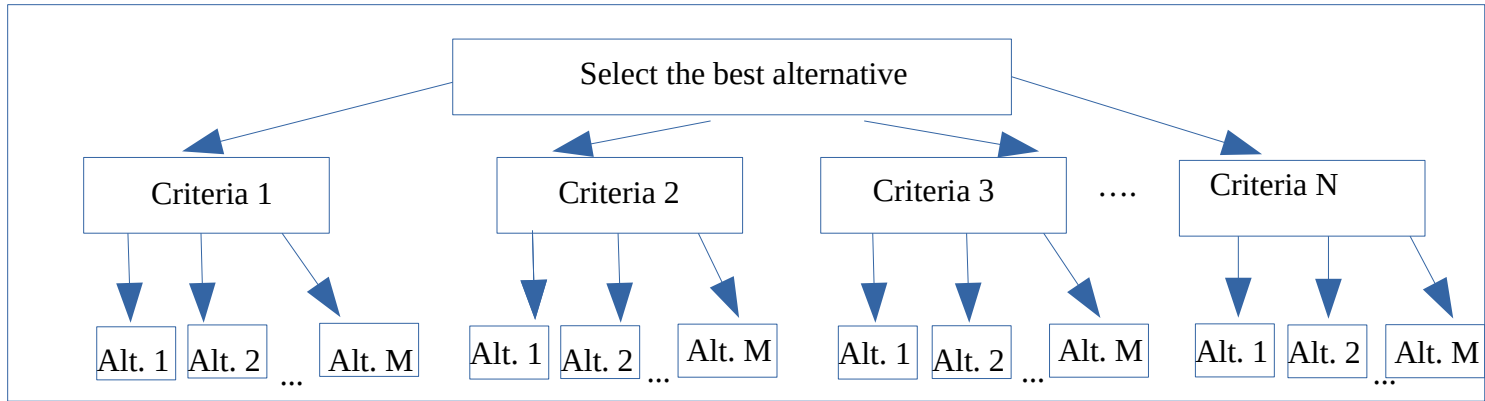 Select the best alternative
Criteria 1
Criteria 2
Criteria 3
....
Criteria N
Alt. 1
Alt. 2
...
Alt. M
Alt. 1
Alt. 2
...
Alt. M
Alt. 1
Alt. 2
...
Alt. M
Alt. 1
Alt. 2
...
Alt. M